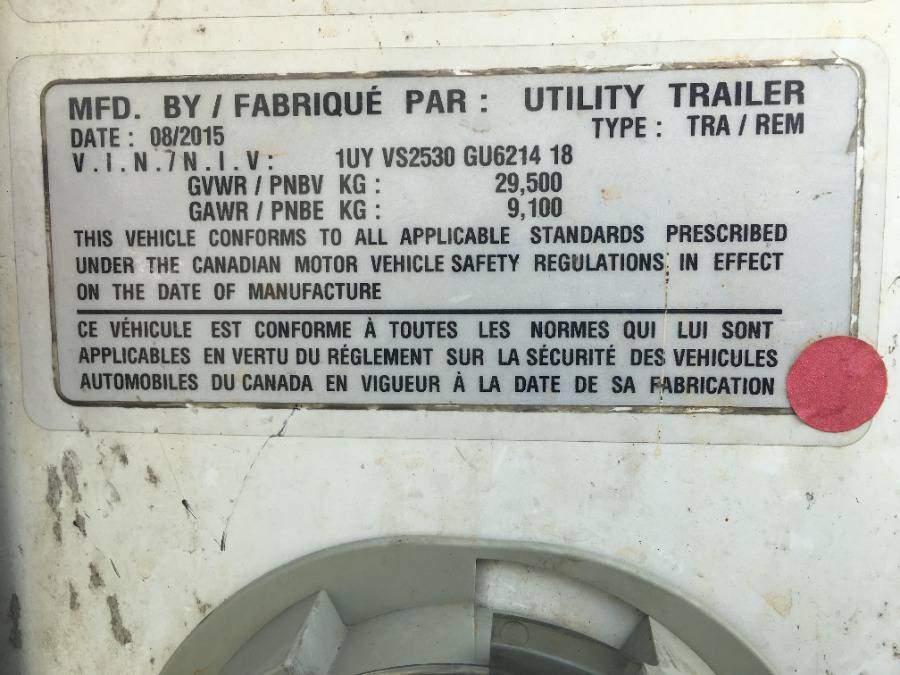 MFD. BY / FABRIQUÉ PAR : UTILITY TRAILER
DATE : 08/2015 TYPE : TRA / REM
V.I.N./N.I.V : 1UY VS2530 GU6214 18
GVWR / PNBV KG : 29,500
GAWR / PNBE KG : 9,100
THIS VEHICLE CONFORMS TO ALL APPLICABLE STANDARDS PRESCRIBED
UNDER THE CANADIAN MOTOR VEHICLE SAFETY REGULATIONS IN EFFECT
ON THE DATE OF MANUFACTURE
CE VÉHICULE EST CONFORME À TOUTES LES NORMES QUI LUI SONT
APPLICABLES EN VERTU DU RÉGLEMENT SUR LA SÉCURITÉ DES VEHICULES
AUTOMOBILES DU CANADA EN VIGUEUR À LA DATE DE SA FABRICATION